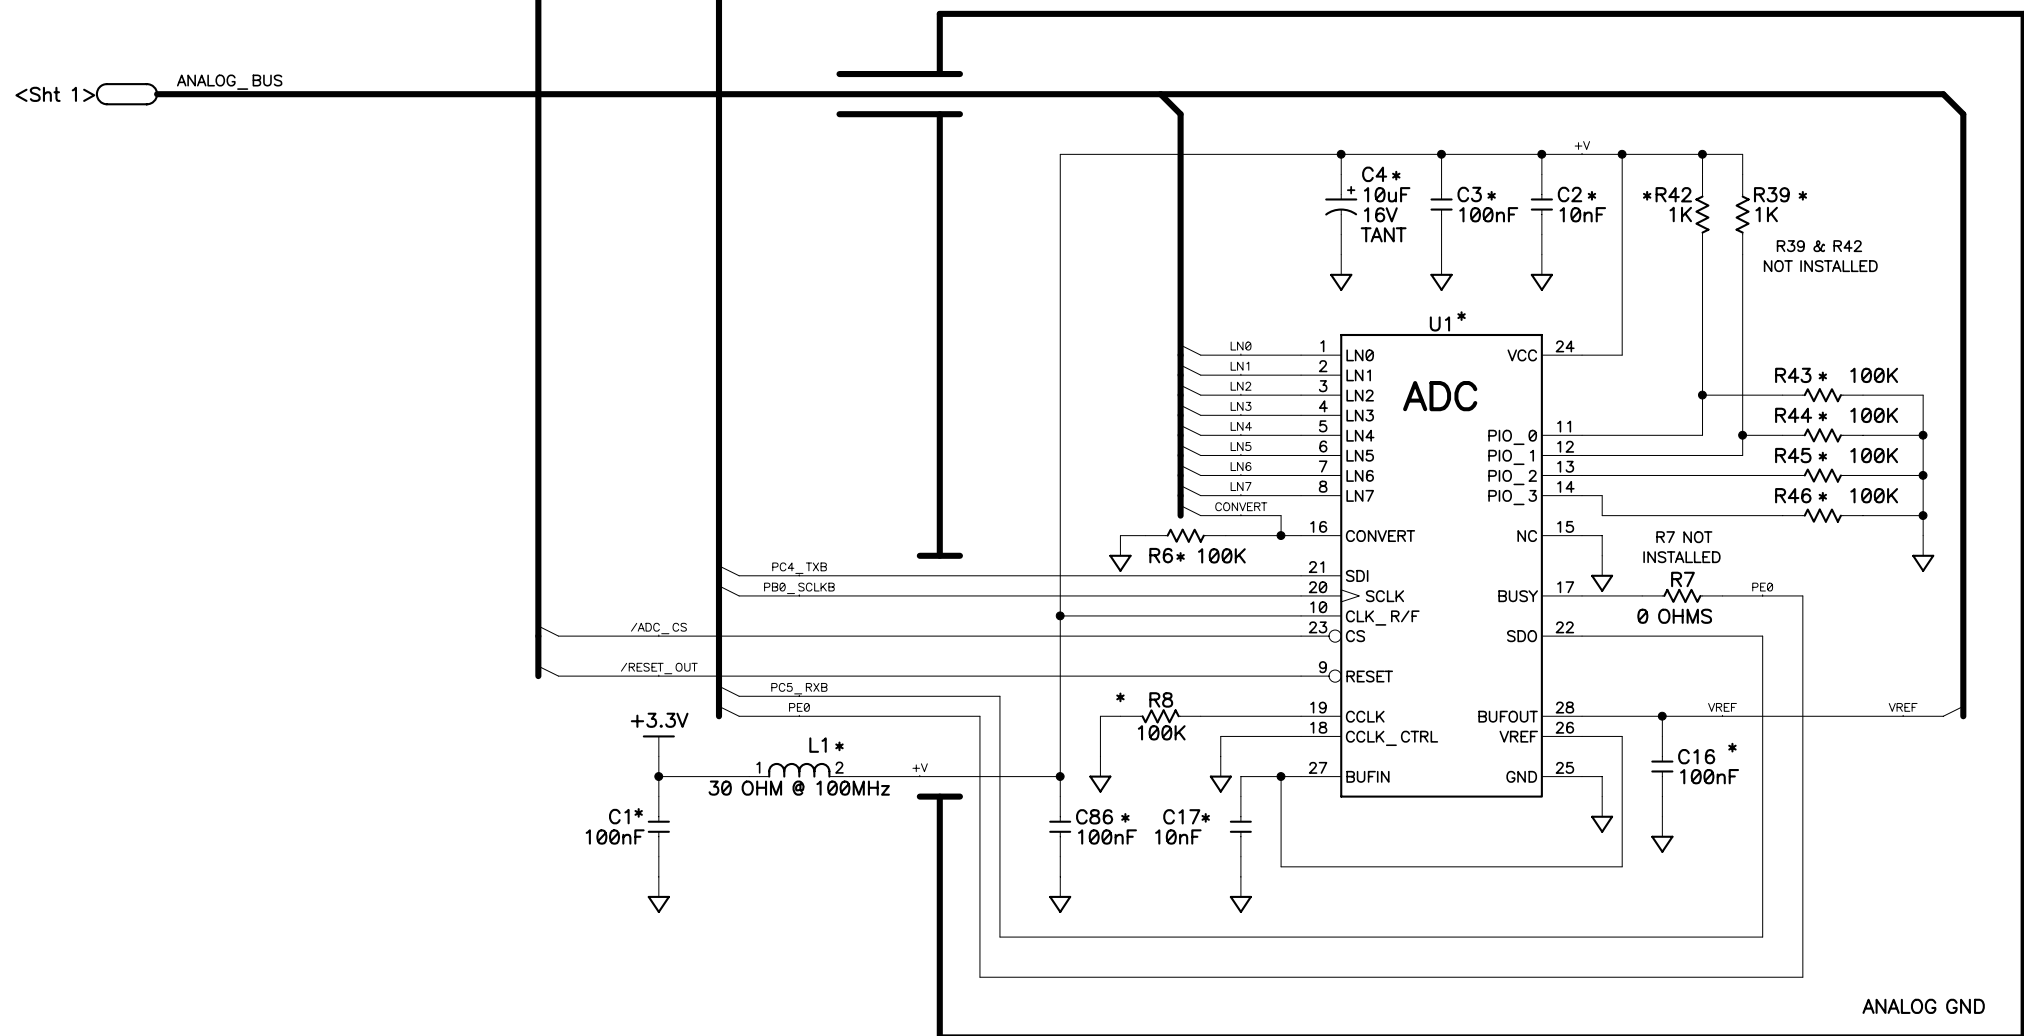 <Sht 1>
ANALOG_BUS
+V
C4*
+ 10uF
16V
TANT
C3*
100nF
C2*
10nF
*R42
1K
R39 *
1K
R39 & R42
NOT INSTALLED
U1*
ADC
LN0 1 LN0
LN1 2 LN1
LN2 3 LN2
LN3 4 LN3
LN4 5 LN4
LN5 6 LN5
LN6 7 LN6
LN7 8 LN7
CONVERT
16 CONVERT
R6* 100K
PC4_TXB 21 SDI
PB0_SCLKB 20 SCLK
10 CLK_R/F
/ADC_CS 23 CS
/RESET_OUT 9 RESET
PC5_RXB
PE0
* R8
100K
19 CCLK
18 CCLK_CTRL
27 BUFIN
VCC 24
PIO_0 11
PIO_1 12
PIO_2 13
PIO_3 14
NC 15
BUSY 17
SDO 22
BUFOUT 28
VREF 26
GND 25
R43* 100K
R44* 100K
R45* 100K
R46* 100K
R7 NOT
INSTALLED
R7
0 OHMS
PE0
VREF VREF
C16 *
100nF
+3.3V
L1*
1 2
30 OHM @ 100MHz
+V
C1*
100nF
C86*
100nF
C17*
10nF
ANALOG GND